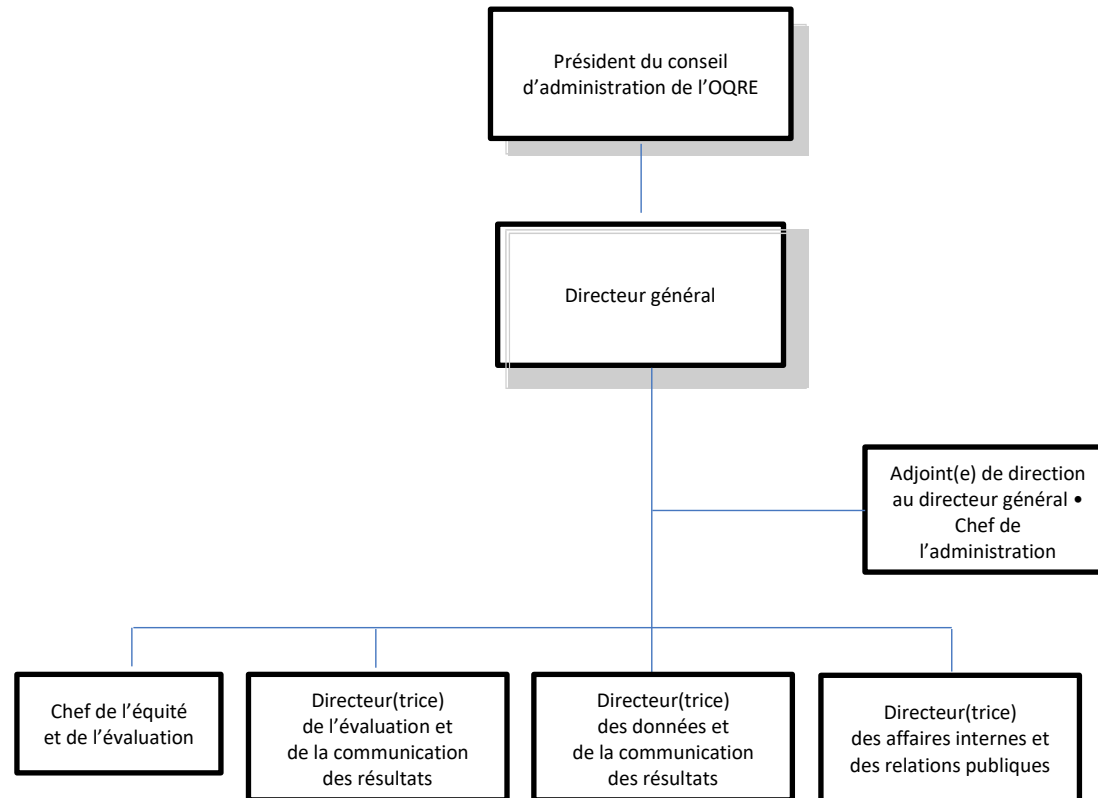 Président du conseil
d’administration de l’OQRE
Directeur général
Adjoint(e) de direction
au directeur général •
Chef de
l’administration
Chef de l’équité
et de l’évaluation
Directeur(trice)
de l’évaluation et
de la communication
des résultats
Directeur(trice)
des données et
de la communication
des résultats
Directeur(trice)
des affaires internes et
des relations publiques